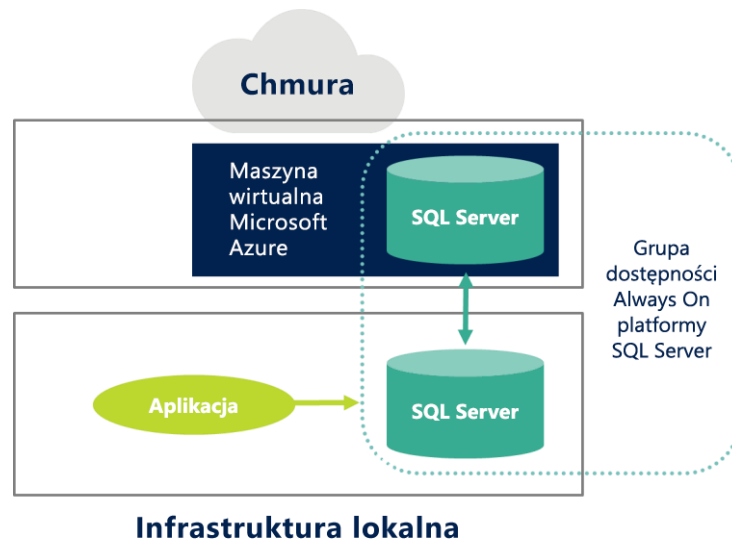 Chmura
Maszyna
wirtualna
Microsoft
Azure
SQL Server
Grupa
dostępności
Always On
platformy
SQL Server
Aplikacja
SQL Server
Infrastruktura lokalna